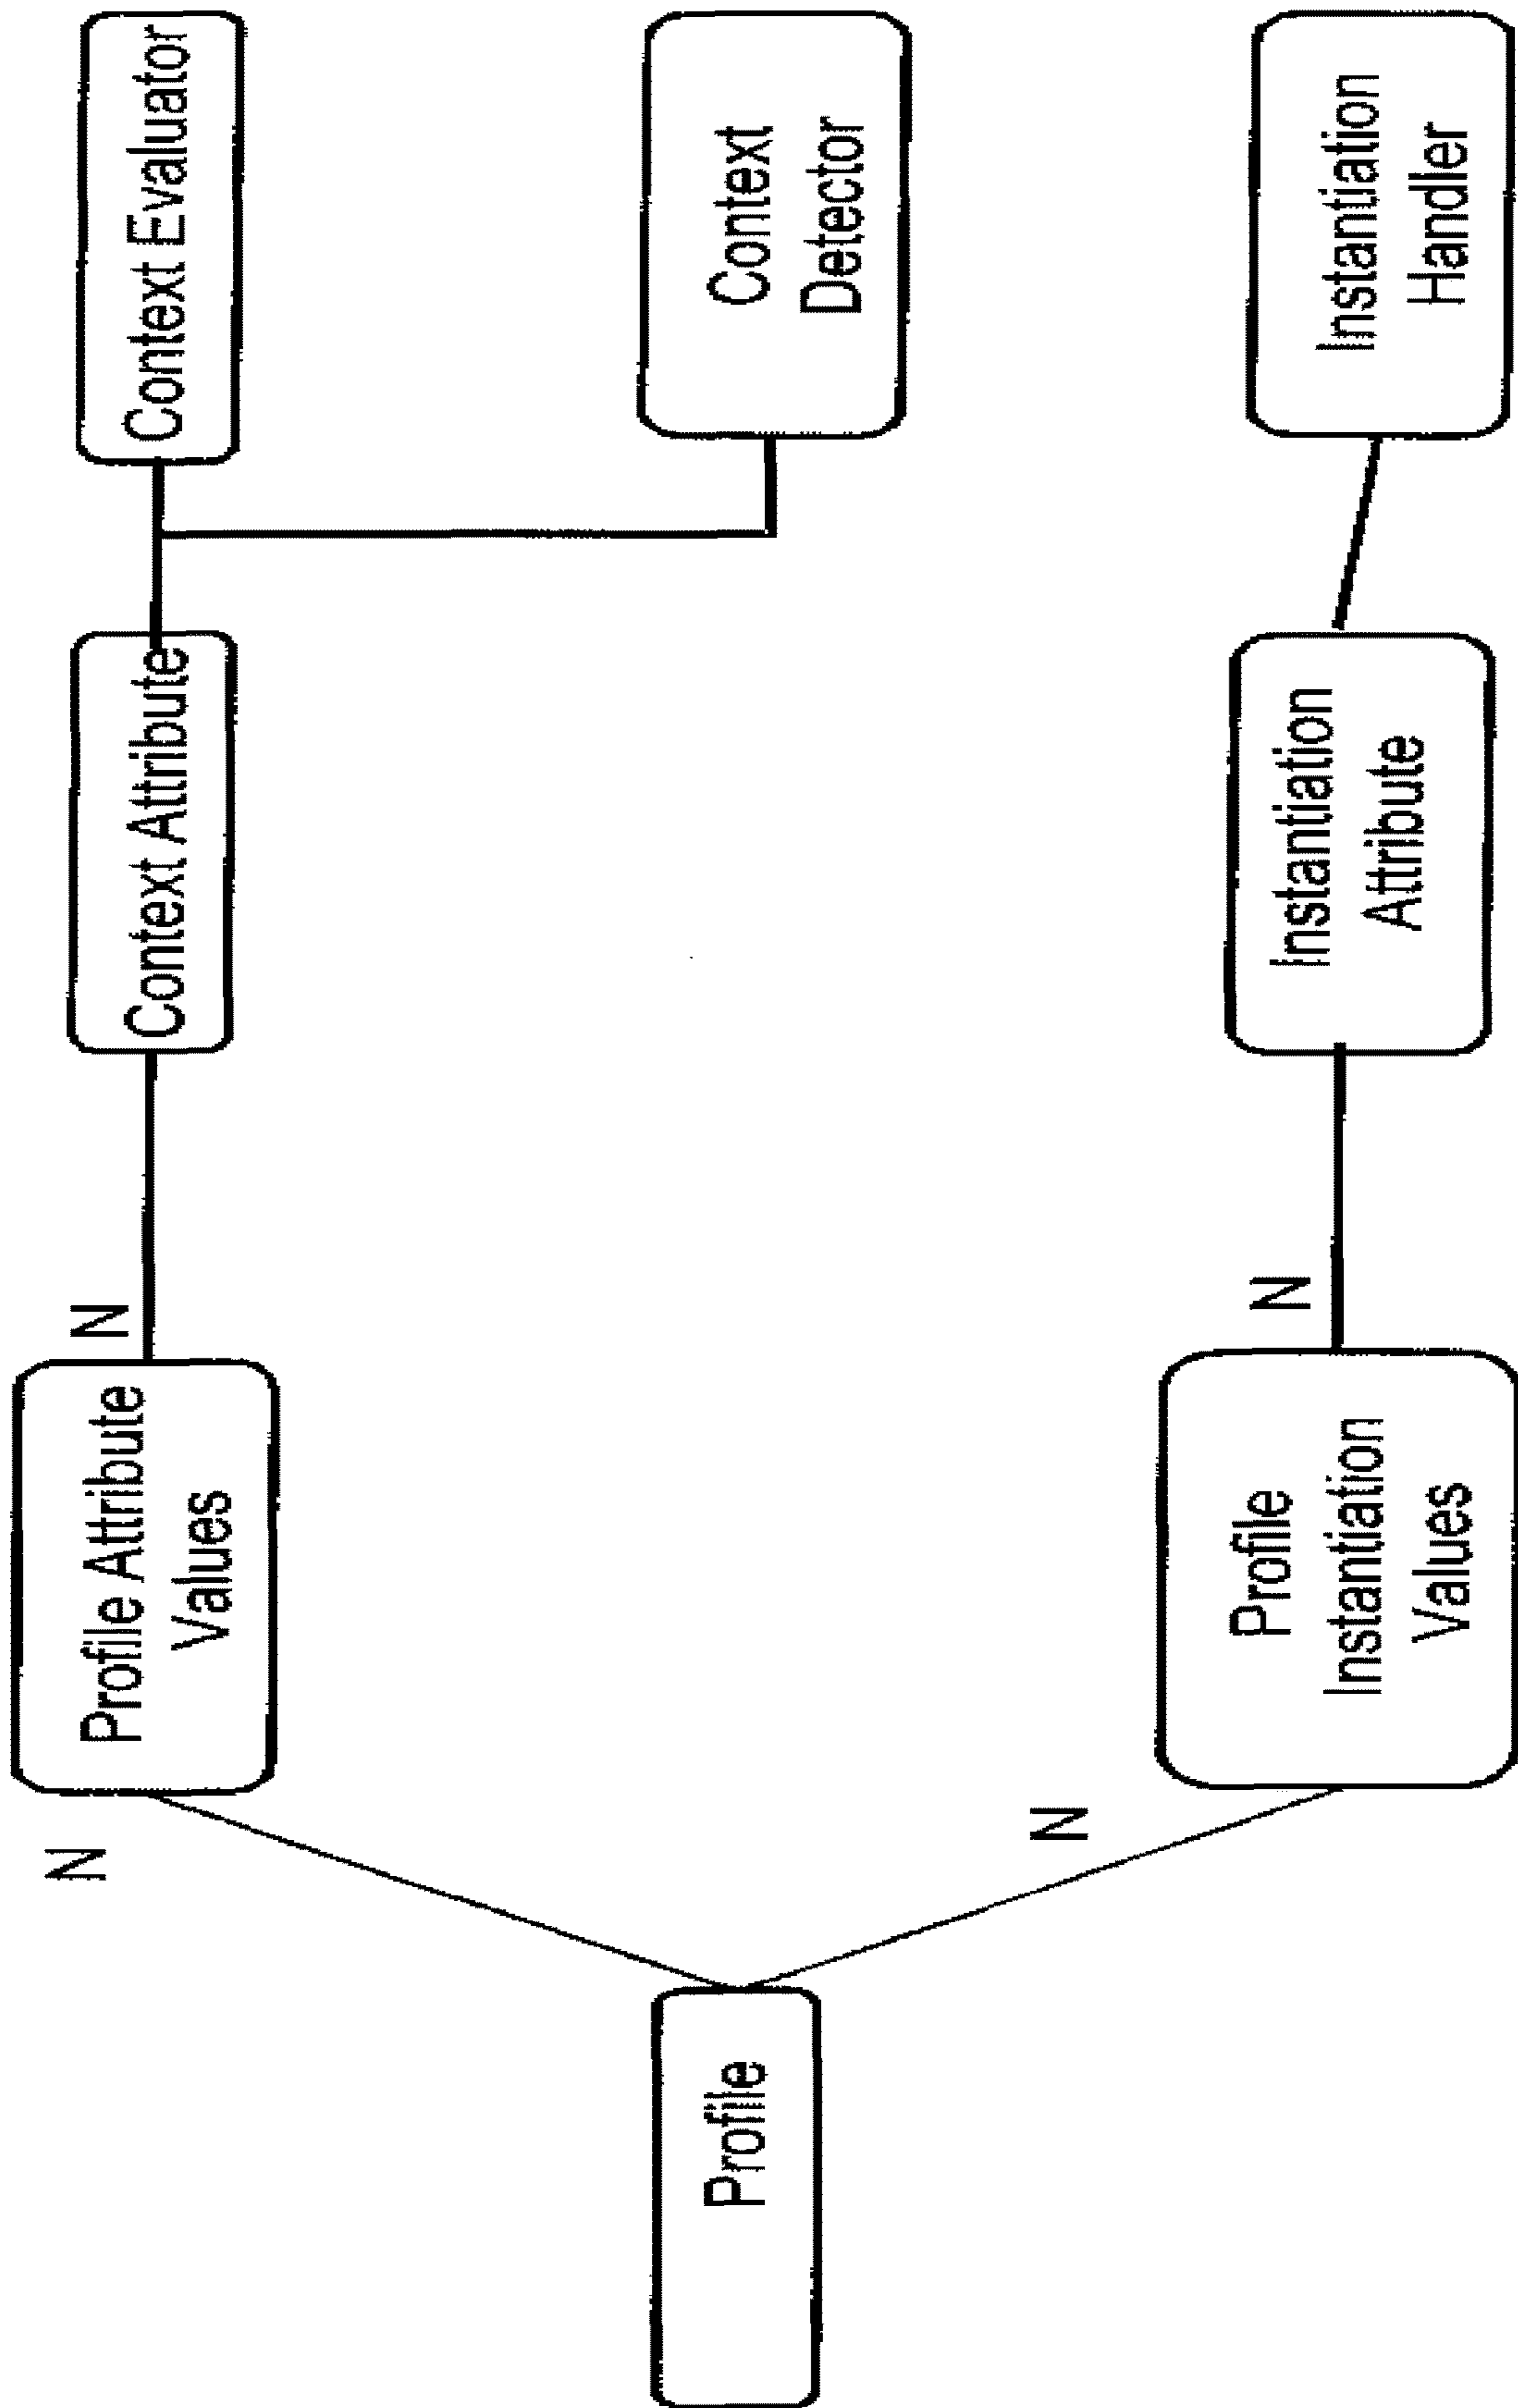 N
Profile Attribute
Values
N
Context Attribute
Context Evaluator
Profile
Context
Detector
N
Profile
Instantiation
Values
N
Instantiation
Attribute
Instantiation
Handler